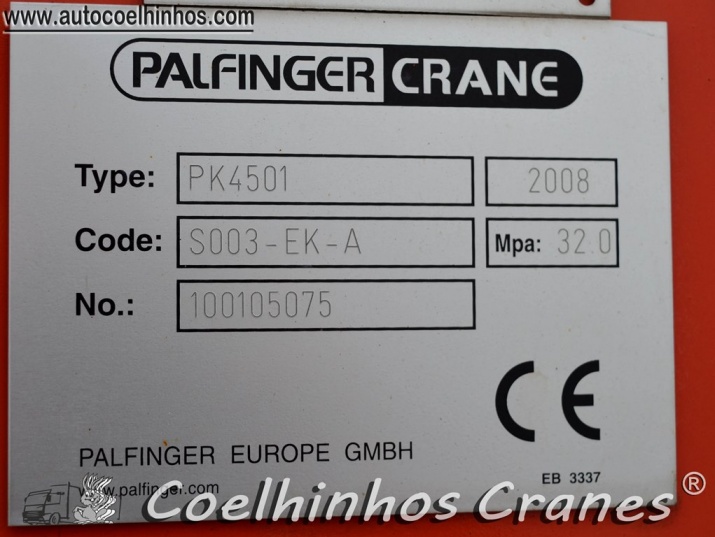 www.autocoelhinhos.com
PALFINGER CRANE
Type: PK4501 2008
Code: S003-EK-A Mpa: 32.0
No.: 100105075
CE
PALFINGER EUROPE GMBH
www.palfinger.com EB 3337
Coelhinhos Cranes ®